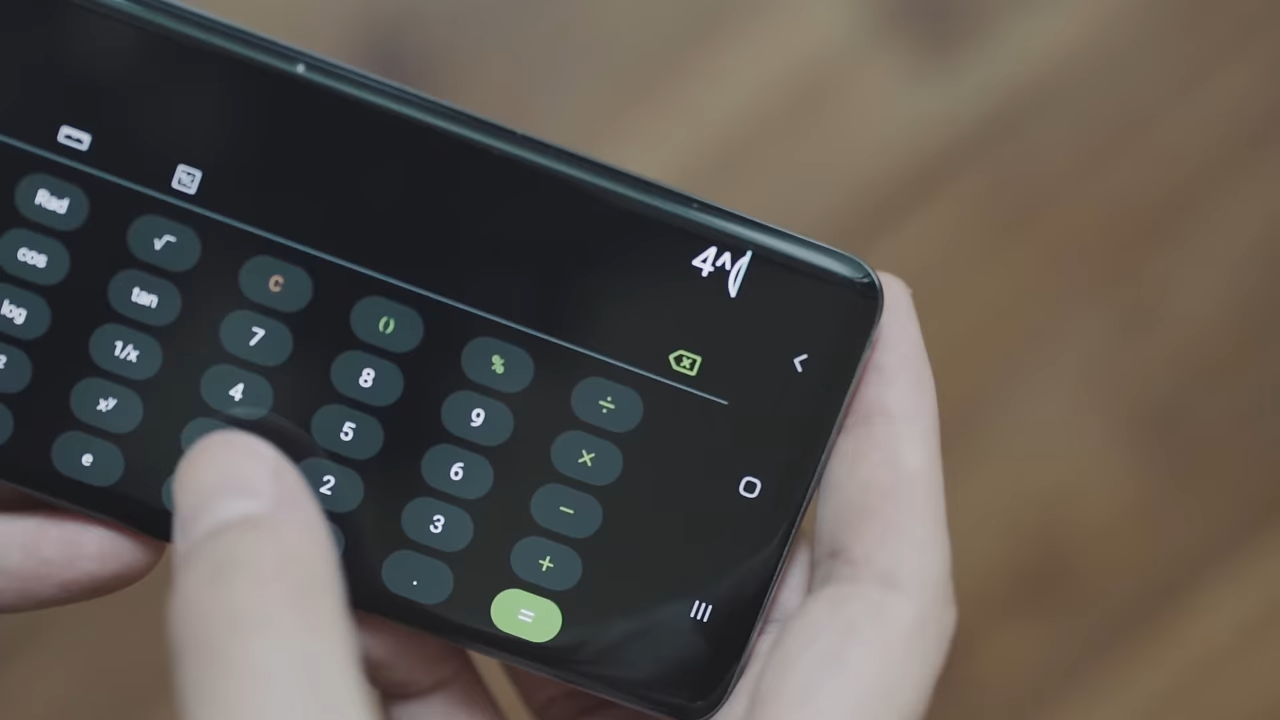 4^(
Rad √ C () % ÷
cos tan 7 8 9 ×
log 1/x 4 5 6 −
xʸ 2 3 +
e . =